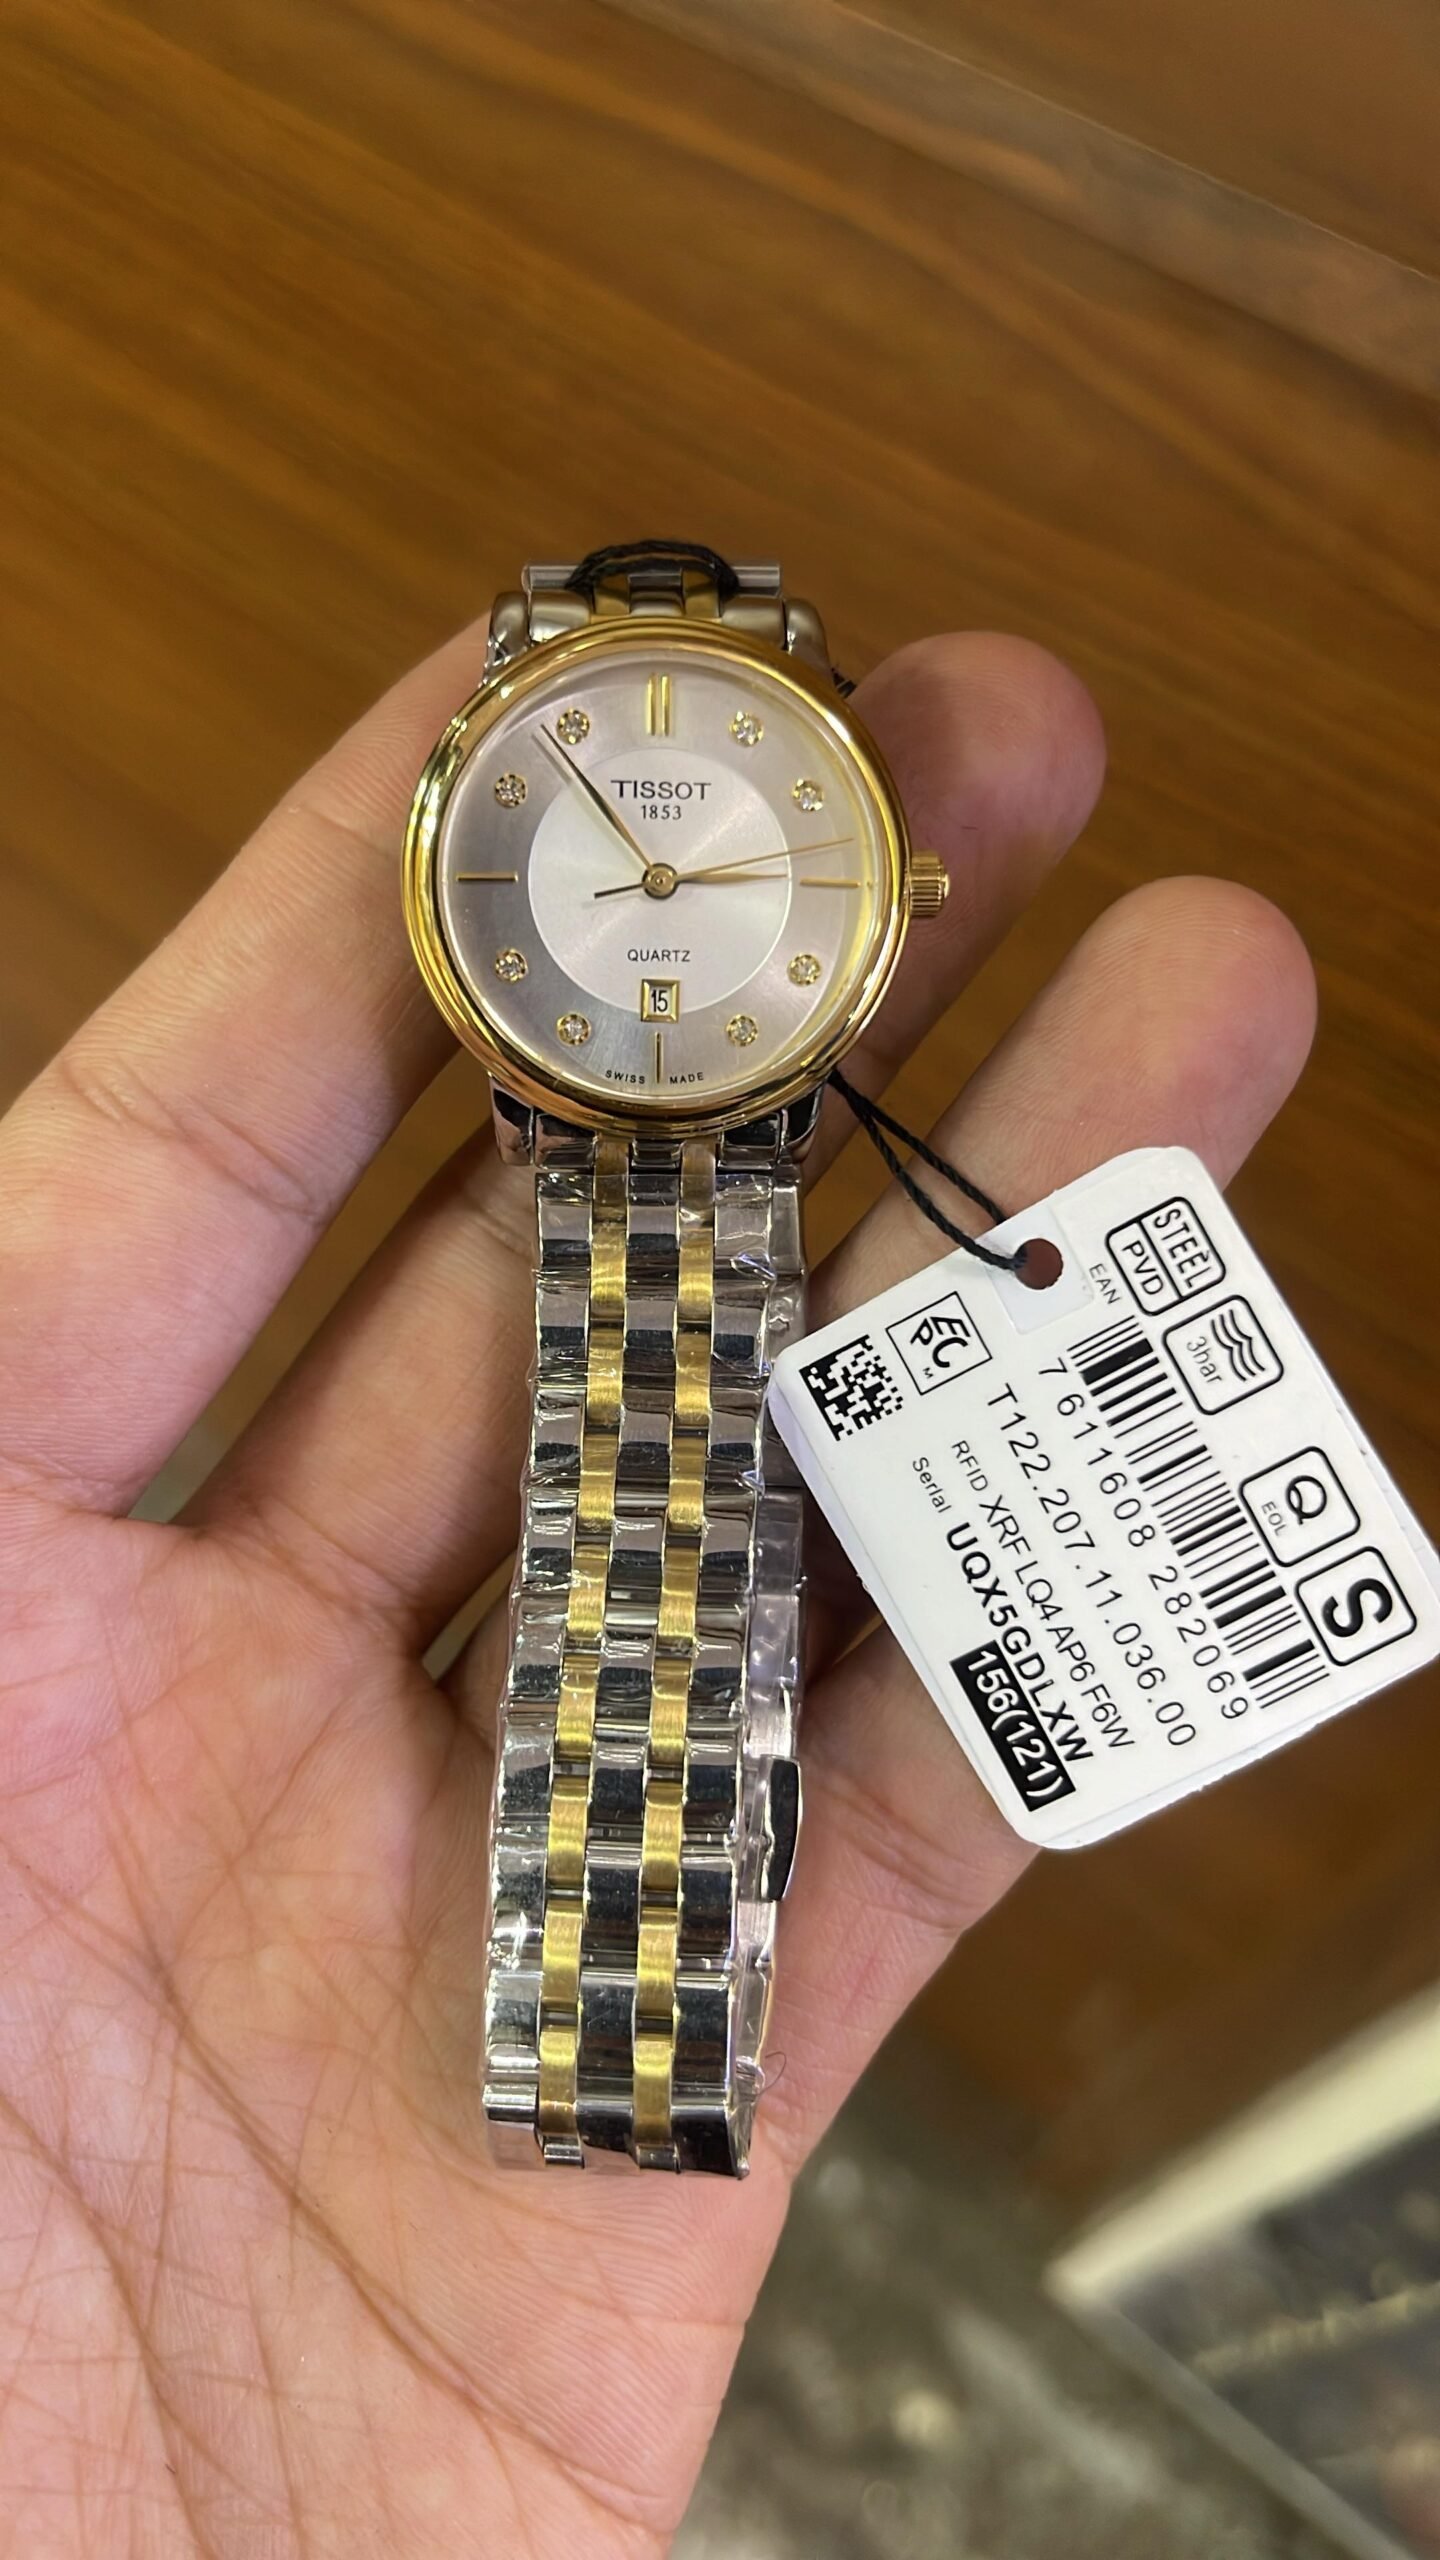 TISSOT
1853
QUARTZ
15
SWISS MADE
STEEL
PVD
3bar
Q
EOL
S
EAN
7 611608 282069
EC
P
M
T122.207.11.036.00
RFID XRF LQ4 AP6 F6W
Serial UQX5GDLXW
156(121)